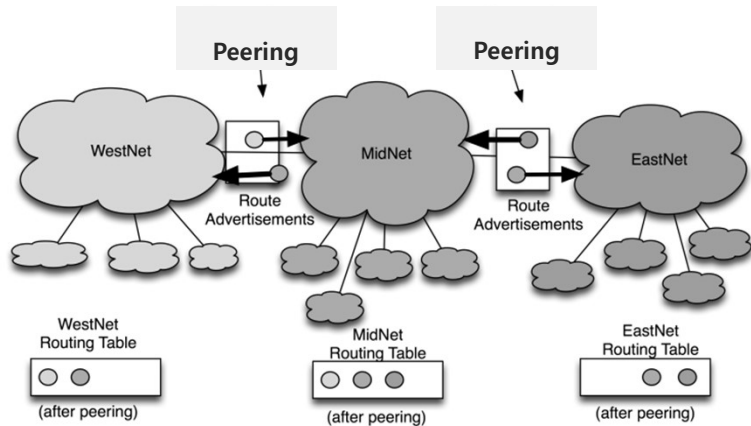 Peering
Peering
WestNet
MidNet
EastNet
Route
Advertisements
Route
Advertisements
WestNet
Routing Table
(after peering)
MidNet
Routing Table
(after peering)
EastNet
Routing Table
(after peering)